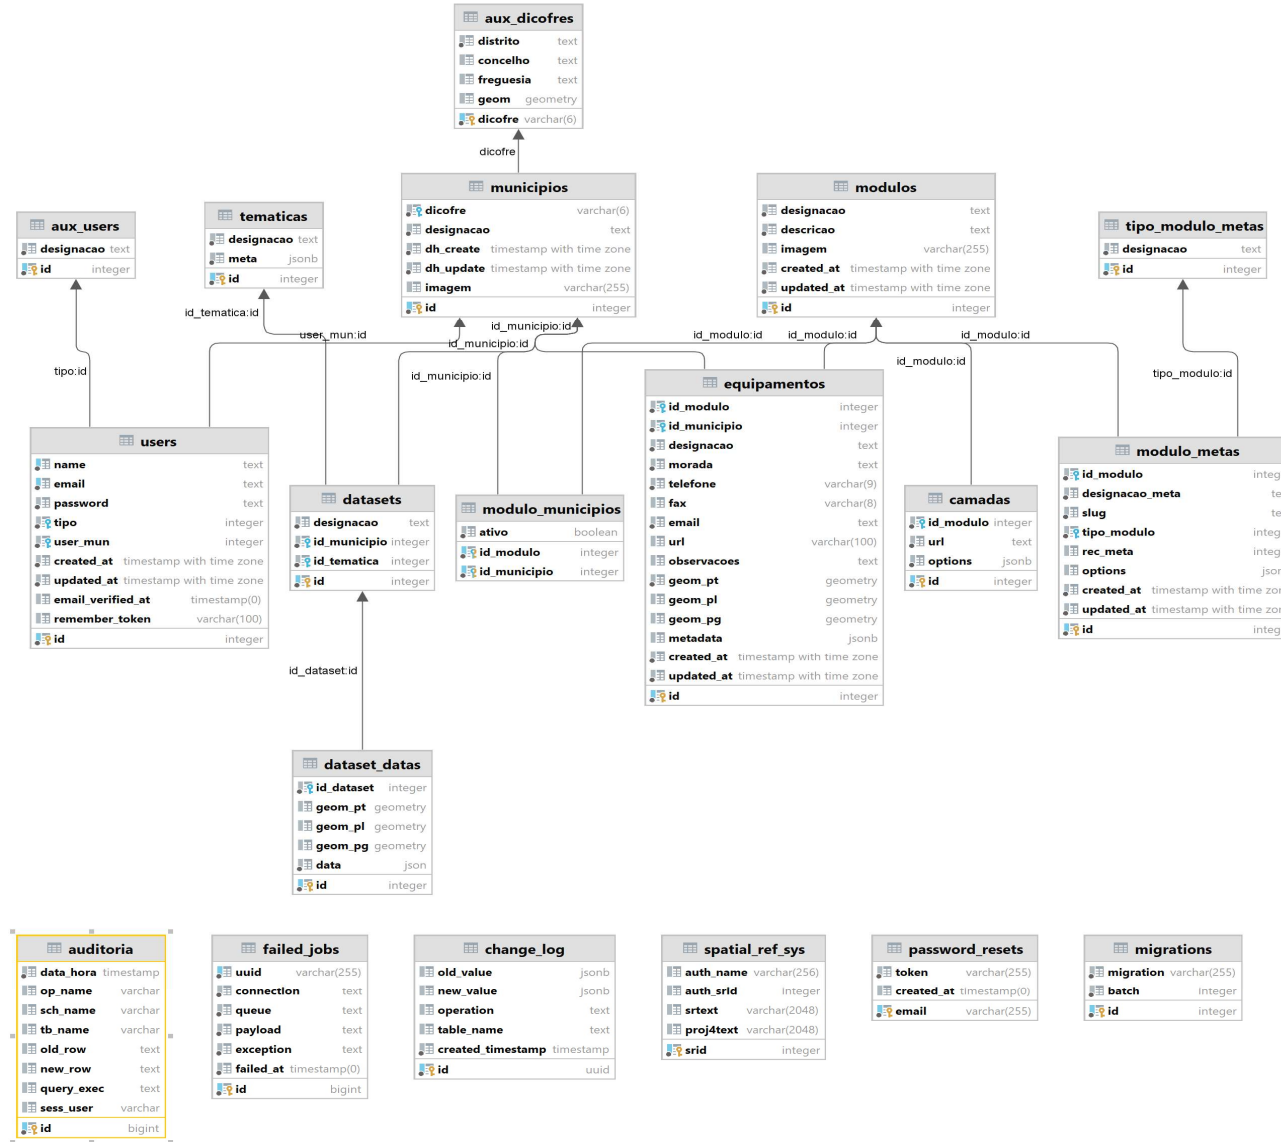 aux_dicofres
distrito text
concelho text
freguesia text
geom geometry
dicofre varchar(6)
dicofre
municipios
dicofre varchar(6)
designacao text
dh_create timestamp with time zone
dh_update timestamp with time zone
imagem varchar(255)
id integer
modulos
designacao text
descricao text
imagem varchar(255)
created_at timestamp with time zone
updated_at timestamp with time zone
id integer
aux_users
designacao text
id integer
tematicas
designacao text
meta jsonb
id integer
tipo_modulo_metas
designacao text
id integer
id_tematica:id
user_mun:id
id_municipio:id
id_municipio:id
id_municipio:id
id_modulo:id
id_modulo:id
id_modulo:id
id_modulo:id
tipo:id
tipo_modulo:id
users
name text
email text
password text
tipo integer
user_mun integer
created_at timestamp with time zone
updated_at timestamp with time zone
email_verified_at timestamp(0)
remember_token varchar(100)
id integer
datasets
designacao text
id_municipio integer
id_tematica integer
id integer
modulo_municipios
ativo boolean
id_modulo integer
id_municipio integer
equipamentos
id_modulo integer
id_municipio integer
designacao text
morada text
telefone varchar(9)
fax varchar(8)
email text
url varchar(100)
observacoes text
geom_pt geometry
geom_pl geometry
geom_pg geometry
metadata jsonb
created_at timestamp with time zone
updated_at timestamp with time zone
id integer
camadas
id_modulo integer
url text
options jsonb
id integer
modulo_metas
id_modulo integ
designacao_meta te
slug te
tipo_modulo integ
rec_meta integ
options jso
created_at timestamp with time zo
updated_at timestamp with time zo
id integ
id_dataset:id
dataset_datas
id_dataset integer
geom_pt geometry
geom_pl geometry
geom_pg geometry
data json
id integer
auditoria
data_hora timestamp
op_name varchar
sch_name varchar
tb_name varchar
old_row text
new_row text
query_exec text
sess_user varchar
id bigint
failed_jobs
uuid varchar(255)
connection text
queue text
payload text
exception text
failed_at timestamp(0)
id bigint
change_log
old_value jsonb
new_value jsonb
operation text
table_name text
created_timestamp timestamp
id uuid
spatial_ref_sys
auth_name varchar(256)
auth_srid integer
srtext varchar(2048)
proj4text varchar(2048)
srid integer
password_resets
token varchar(255)
created_at timestamp(0)
email varchar(255)
migrations
migration varchar(255)
batch integer
id integer